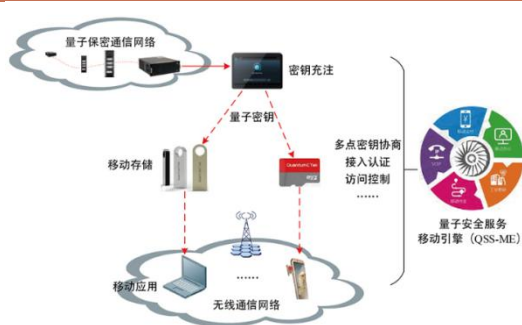 量子保密通信网络
密钥充注
量子密钥
移动存储
多点密钥协商
接入认证
访问控制
……
量子安全服务
移动引擎（QSS-ME）
移动应用
……
无线通信网络